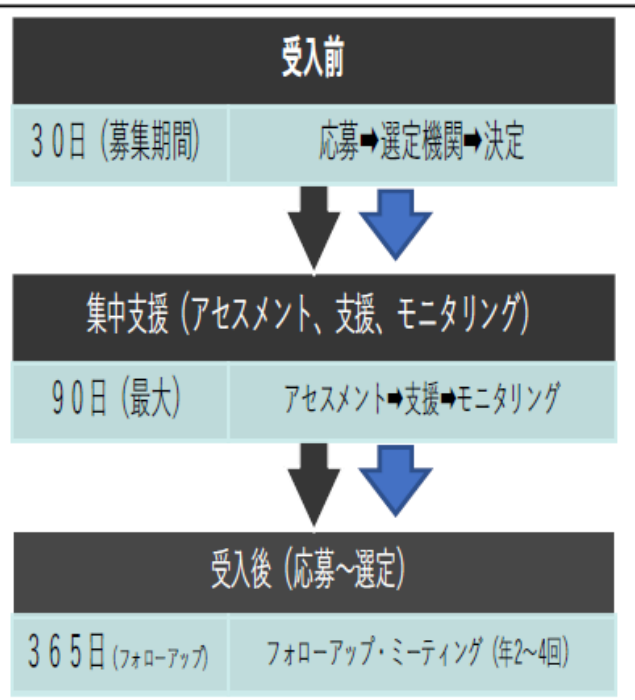 受入前
３０日（募集期間）
応募➡選定機関➡決定
集中支援（アセスメント、支援、モニタリング）
９０日（最大）
アセスメント➡支援➡モニタリング
受入後（応募～選定）
３６５日(フォローアップ)
フォローアップ・ミーティング（年2～4回）